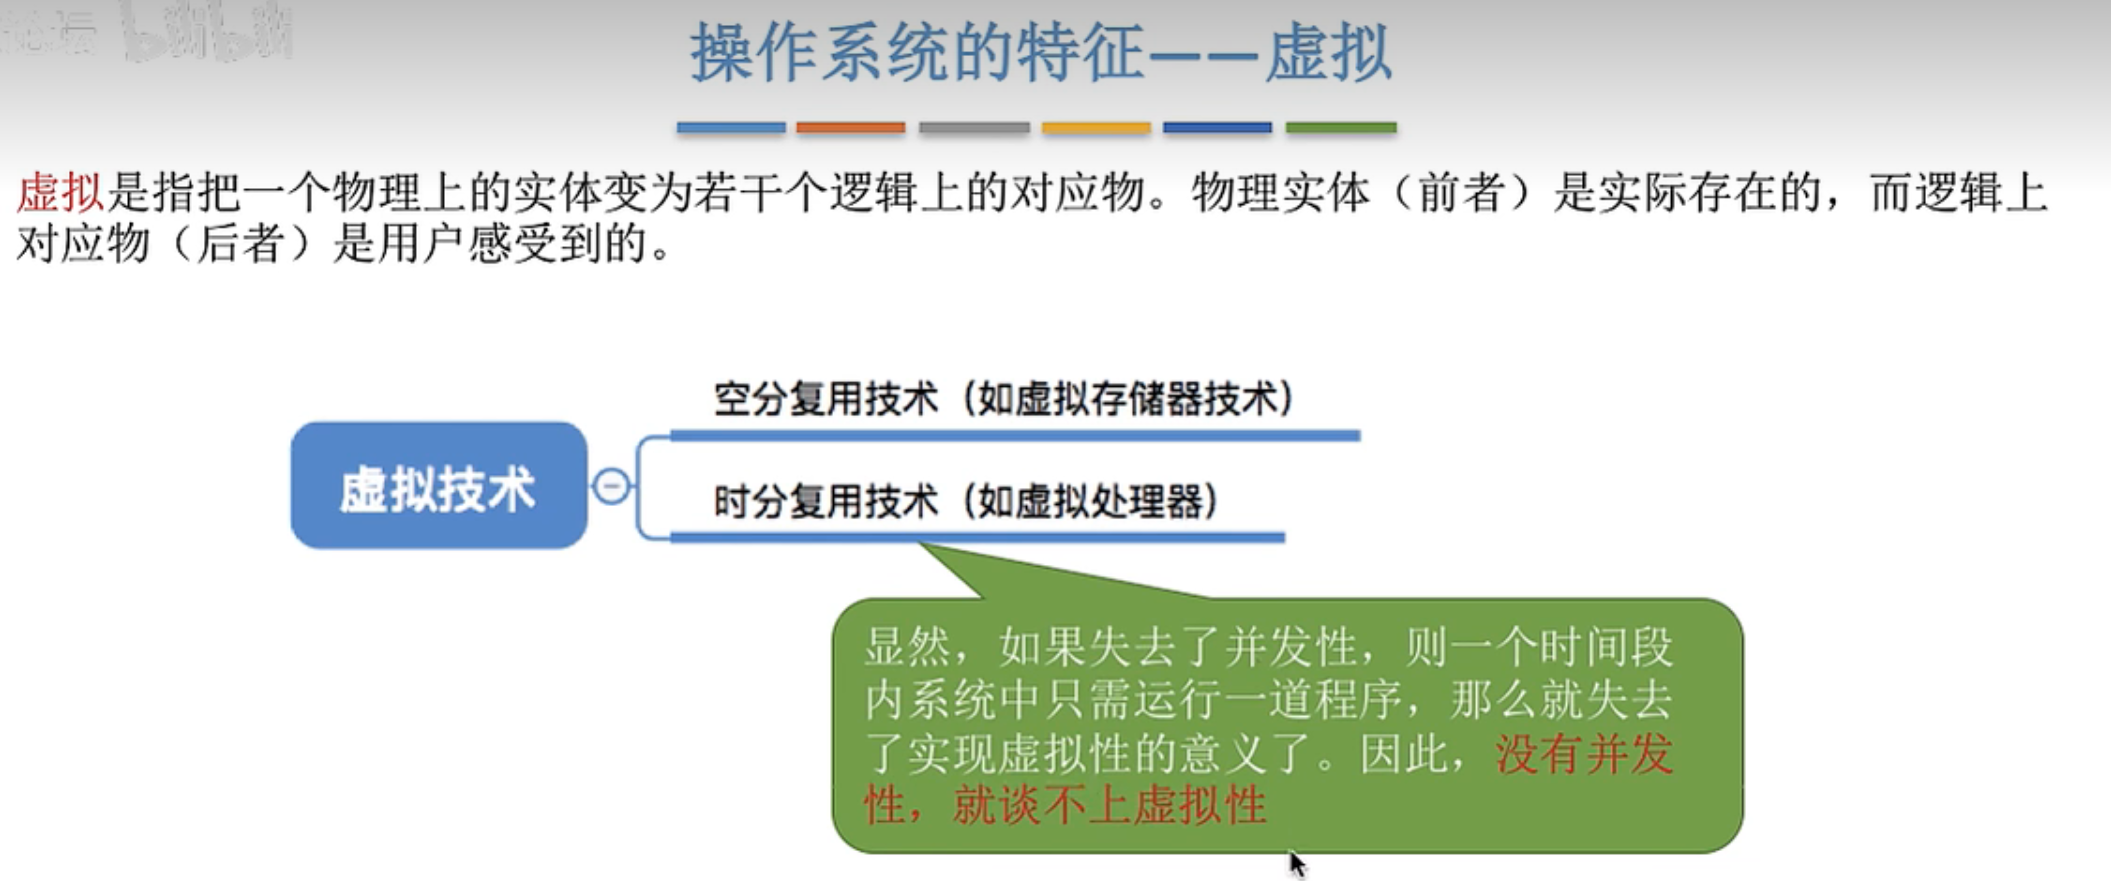 操作系统的特征——虚拟
虚拟是指把一个物理上的实体变为若干个逻辑上的对应物。物理实体（前者）是实际存在的，而逻辑上
对应物（后者）是用户感受到的。
空分复用技术（如虚拟存储器技术）
虚拟技术
时分复用技术（如虚拟处理器）
显然，如果失去了并发性，则一个时间段
内系统中只需运行一道程序，那么就失去
了实现虚拟性的意义了。因此，没有并发
性，就谈不上虚拟性